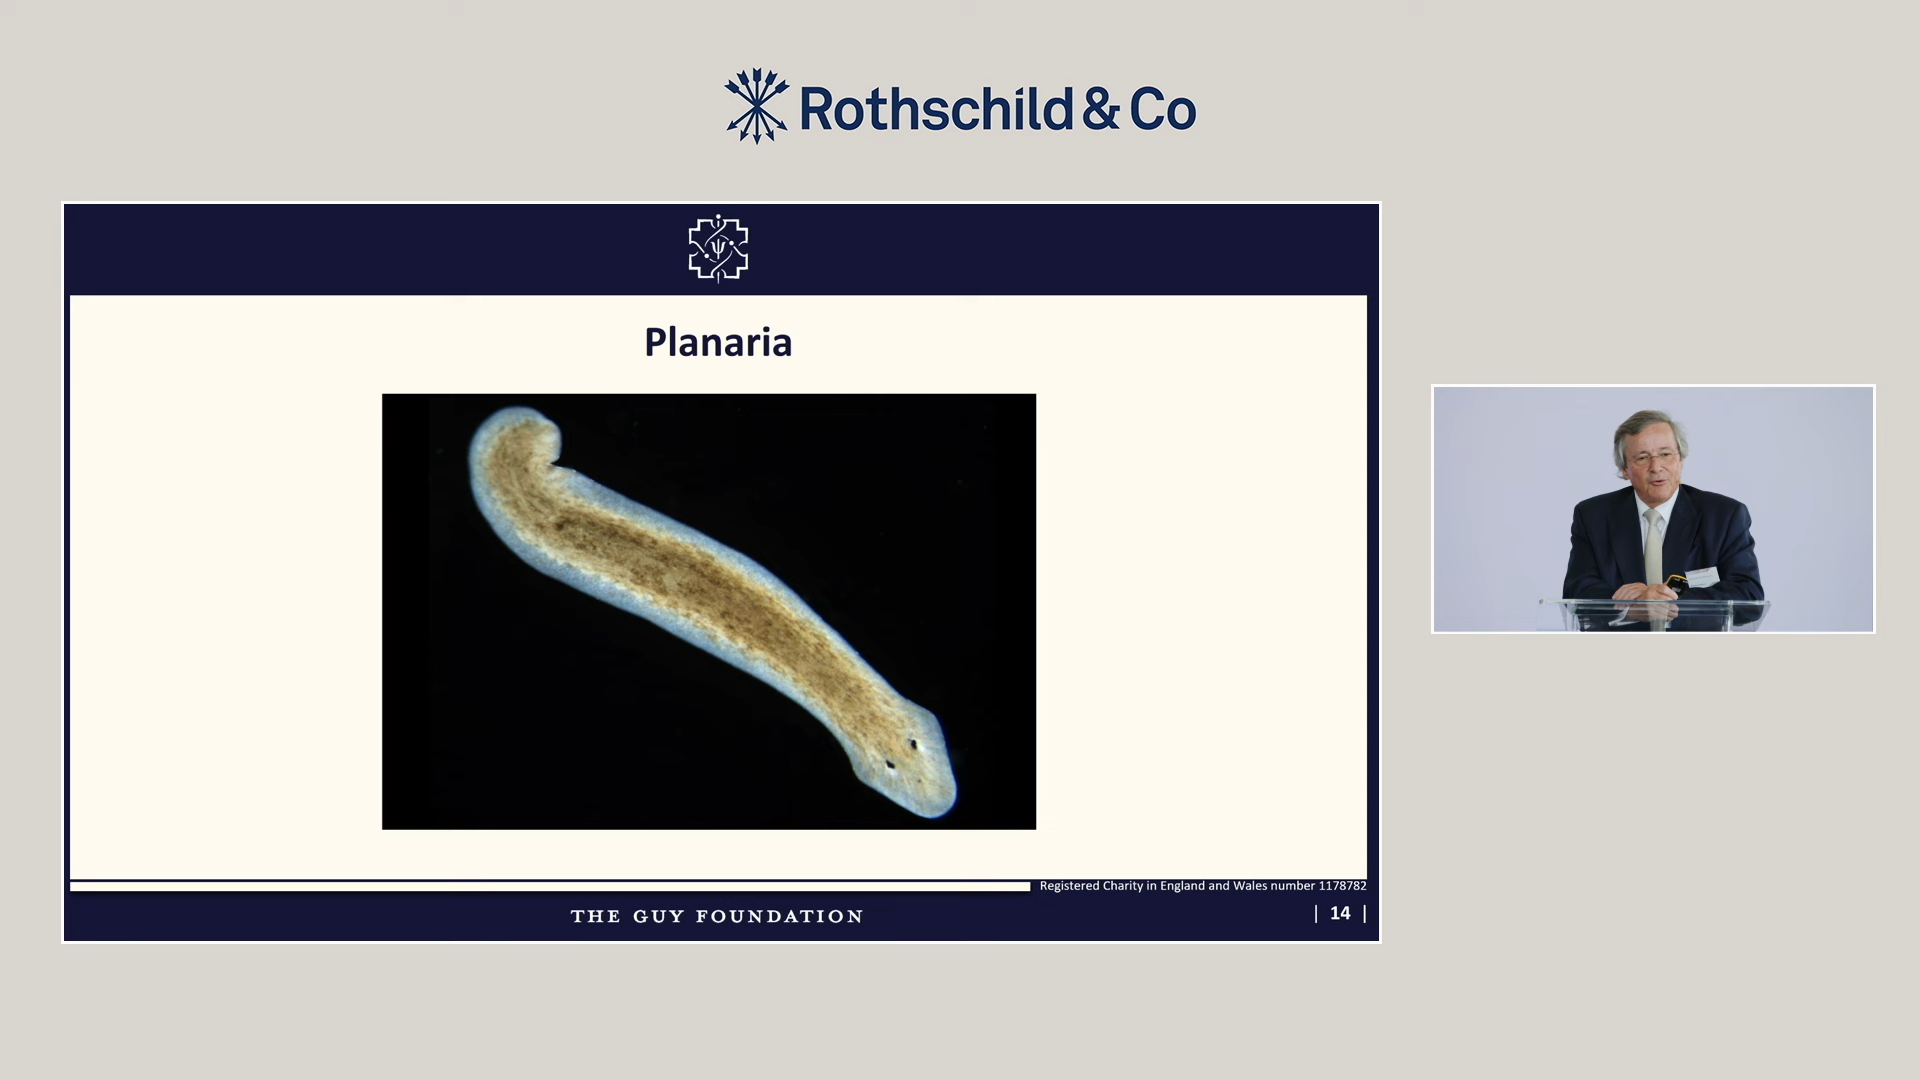 Rothschild & Co
Planaria
Registered Charity in England and Wales number 1178782
THE GUY FOUNDATION
| 14 |